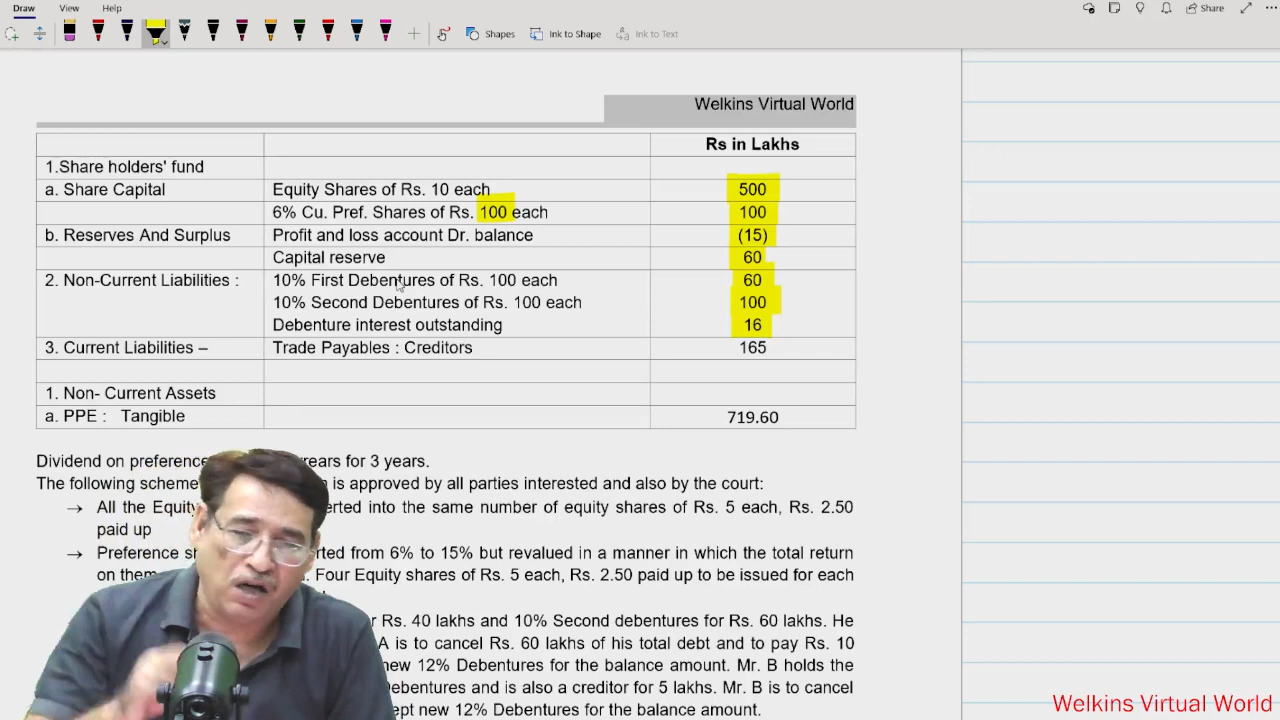 Draw View Help
Share
Shapes Ink to Shape Ink to Text
Welkins Virtual World
Rs in Lakhs
1.Share holders' fund
a. Share Capital Equity Shares of Rs. 10 each 500
6% Cu. Pref. Shares of Rs. 100 each 100
b. Reserves And Surplus Profit and loss account Dr. balance (15)
Capital reserve 60
2. Non-Current Liabilities : 10% First Debentures of Rs. 100 each 60
10% Second Debentures of Rs. 100 each 100
Debenture interest outstanding 16
3. Current Liabilities – Trade Payables : Creditors 165
1. Non- Current Assets
a. PPE : Tangible 719.60
Dividend on preference rrears for 3 years.
The following scheme is approved by all parties interested and also by the court:
→ All the Equity rted into the same number of equity shares of Rs. 5 each, Rs. 2.50
paid up
→ Preference sh rted from 6% to 15% but revalued in a manner in which the total return
on them Four Equity shares of Rs. 5 each, Rs. 2.50 paid up to be issued for each
r Rs. 40 lakhs and 10% Second debentures for Rs. 60 lakhs. He
A is to cancel Rs. 60 lakhs of his total debt and to pay Rs. 10
new 12% Debentures for the balance amount. Mr. B holds the
ebentures and is also a creditor for 5 lakhs. Mr. B is to cancel
ept new 12% Debentures for the balance amount.
Welkins Virtual World